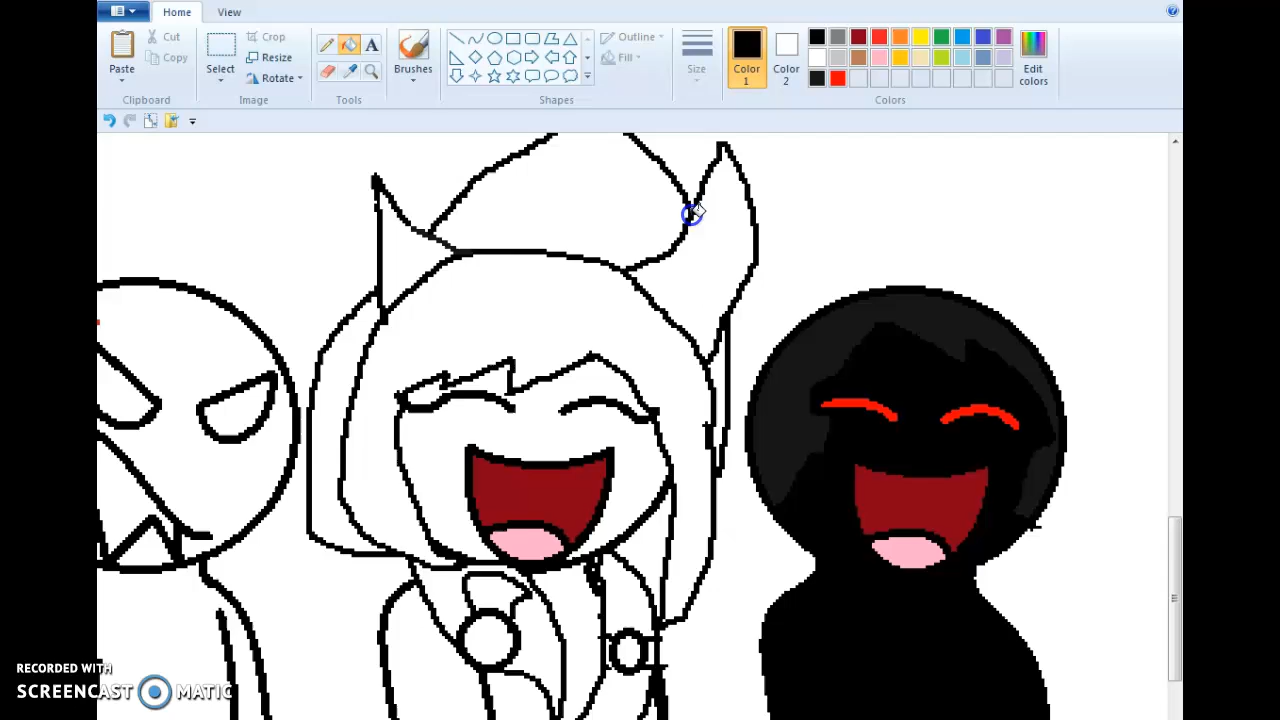 Home View
Cut
Copy
Paste
Clipboard
Select
Crop
Resize
Rotate
Image
A
Tools
Brushes
Outline
Fill
Shapes
Size
Color
1
Color
2
Edit
colors
Colors
RECORDED WITH
SCREENCAST MATIC